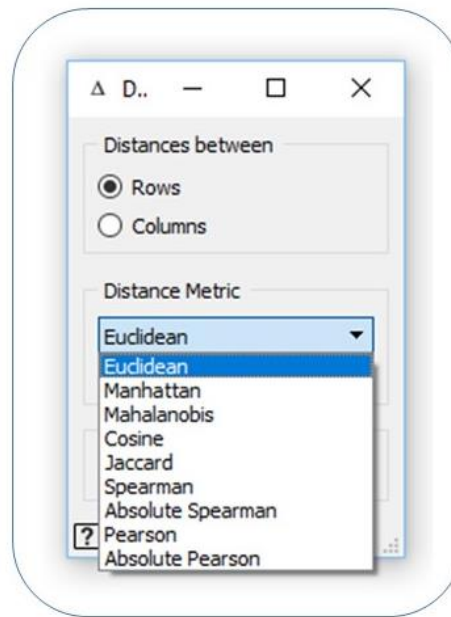 Δ D..
Distances between
Rows
Columns
Distance Metric
Euclidean
Euclidean
Manhattan
Mahalanobis
Cosine
Jaccard
Spearman
Absolute Spearman
?
Pearson
Absolute Pearson